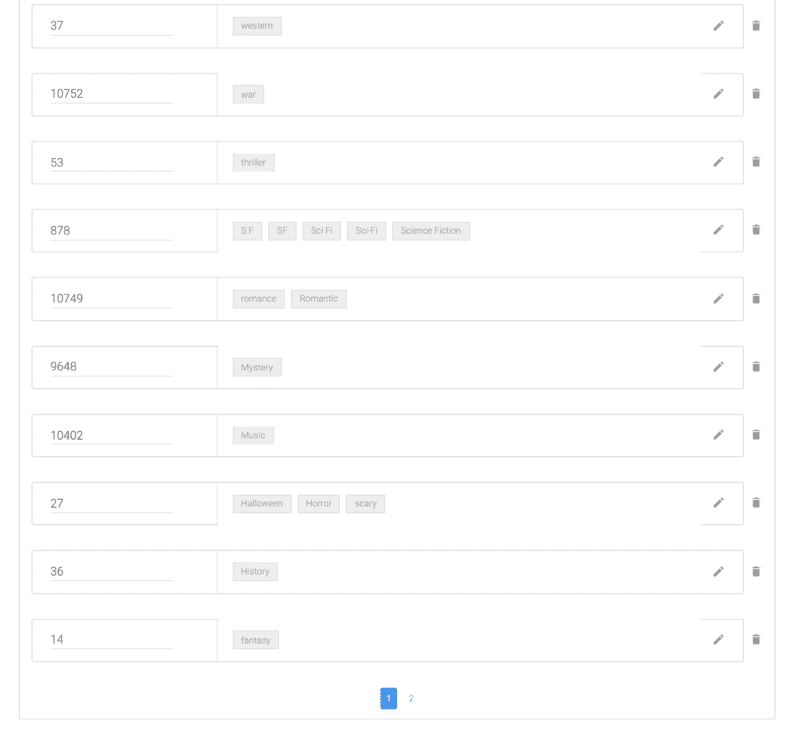 37 western
10752 war
53 thriller
878 S F SF Sci Fi Sci-Fi Science Fiction
10749 romance Romantic
9648 Mystery
10402 Music
27 Halloween Horror scary
36 History
14 fantasy
1 2